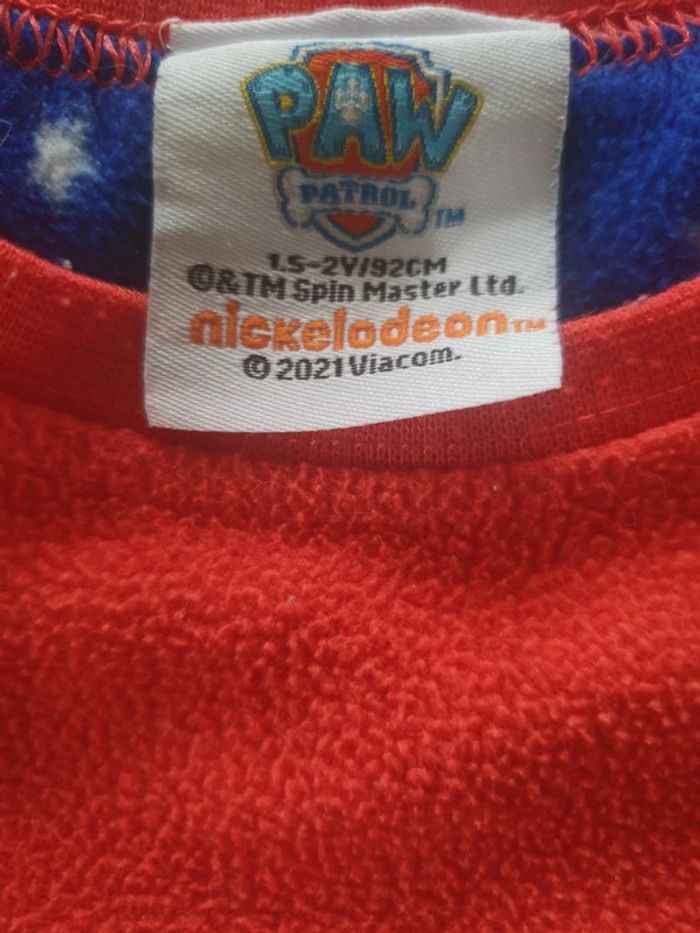 PAW
PATROL TM
1.5-2Y/92CM
©&TM Spin Master Ltd.
nickelodeon TM
© 2021 Viacom.